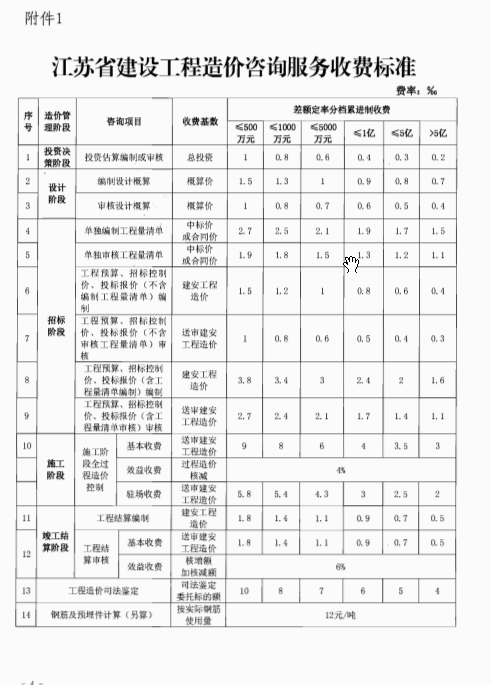 附件1
江苏省建设工程造价咨询服务收费标准
费率：‰
序号 造价管理阶段 咨询项目 收费基数 差额定率分档累进制收费
≤500万元 ≤1000万元 ≤5000万元 ≤1亿 ≤5亿 >5亿
1 投资决策阶段 投资估算编制或审核 总投资 1 0.8 0.6 0.4 0.3 0.2
2 设计阶段 编制设计概算 概算价 1.5 1.3 1 0.9 0.8 0.7
3 审核设计概算 概算价 1 0.8 0.7 0.6 0.5 0.4
4 招标阶段 单独编制工程量清单 中标价或合同价 2.7 2.5 2.1 1.9 1.7 1.5
5 单独审核工程量清单 中标价或合同价 1.9 1.8 1.5 1.3 1.2 1.1
6 工程预算、招标控制价、投标报价（不含编制工程量清单）编制 建安工程造价 1.5 1.2 1 0.8 0.6 0.4
7 工程预算、招标控制价、投标报价（不含审核工程量清单）审核 送审建安工程造价 1 0.8 0.6 0.5 0.4 0.3
8 工程预算、招标控制价、投标报价（含工程量清单编制）编制 建安工程造价 3.8 3.4 3 2.4 2 1.6
9 工程预算、招标控制价、投标报价（含工程量清单审核）审核 送审建安工程造价 2.7 2.4 2.1 1.7 1.4 1.1
10 施工阶段 施工阶段全过程造价控制 基本收费 送审建安工程造价 9 8 6 4 3.5 3
效益收费 过程造价核减 4%
驻场收费 送审建安工程造价 5.8 5.4 4.3 3 2.5 2
11 竣工结算阶段 工程结算编制 建安工程造价 1.8 1.4 1.1 0.9 0.7 0.5
12 工程结算审核 基本收费 送审建安工程造价 1.8 1.4 1.1 0.9 0.7 0.5
效益收费 核增额加核减额 6%
13 工程造价司法鉴定 司法鉴定委托标的额 10 8 7 6 5 4
14 钢筋及预埋件计算（另算） 按实际钢筋使用量 12元/吨